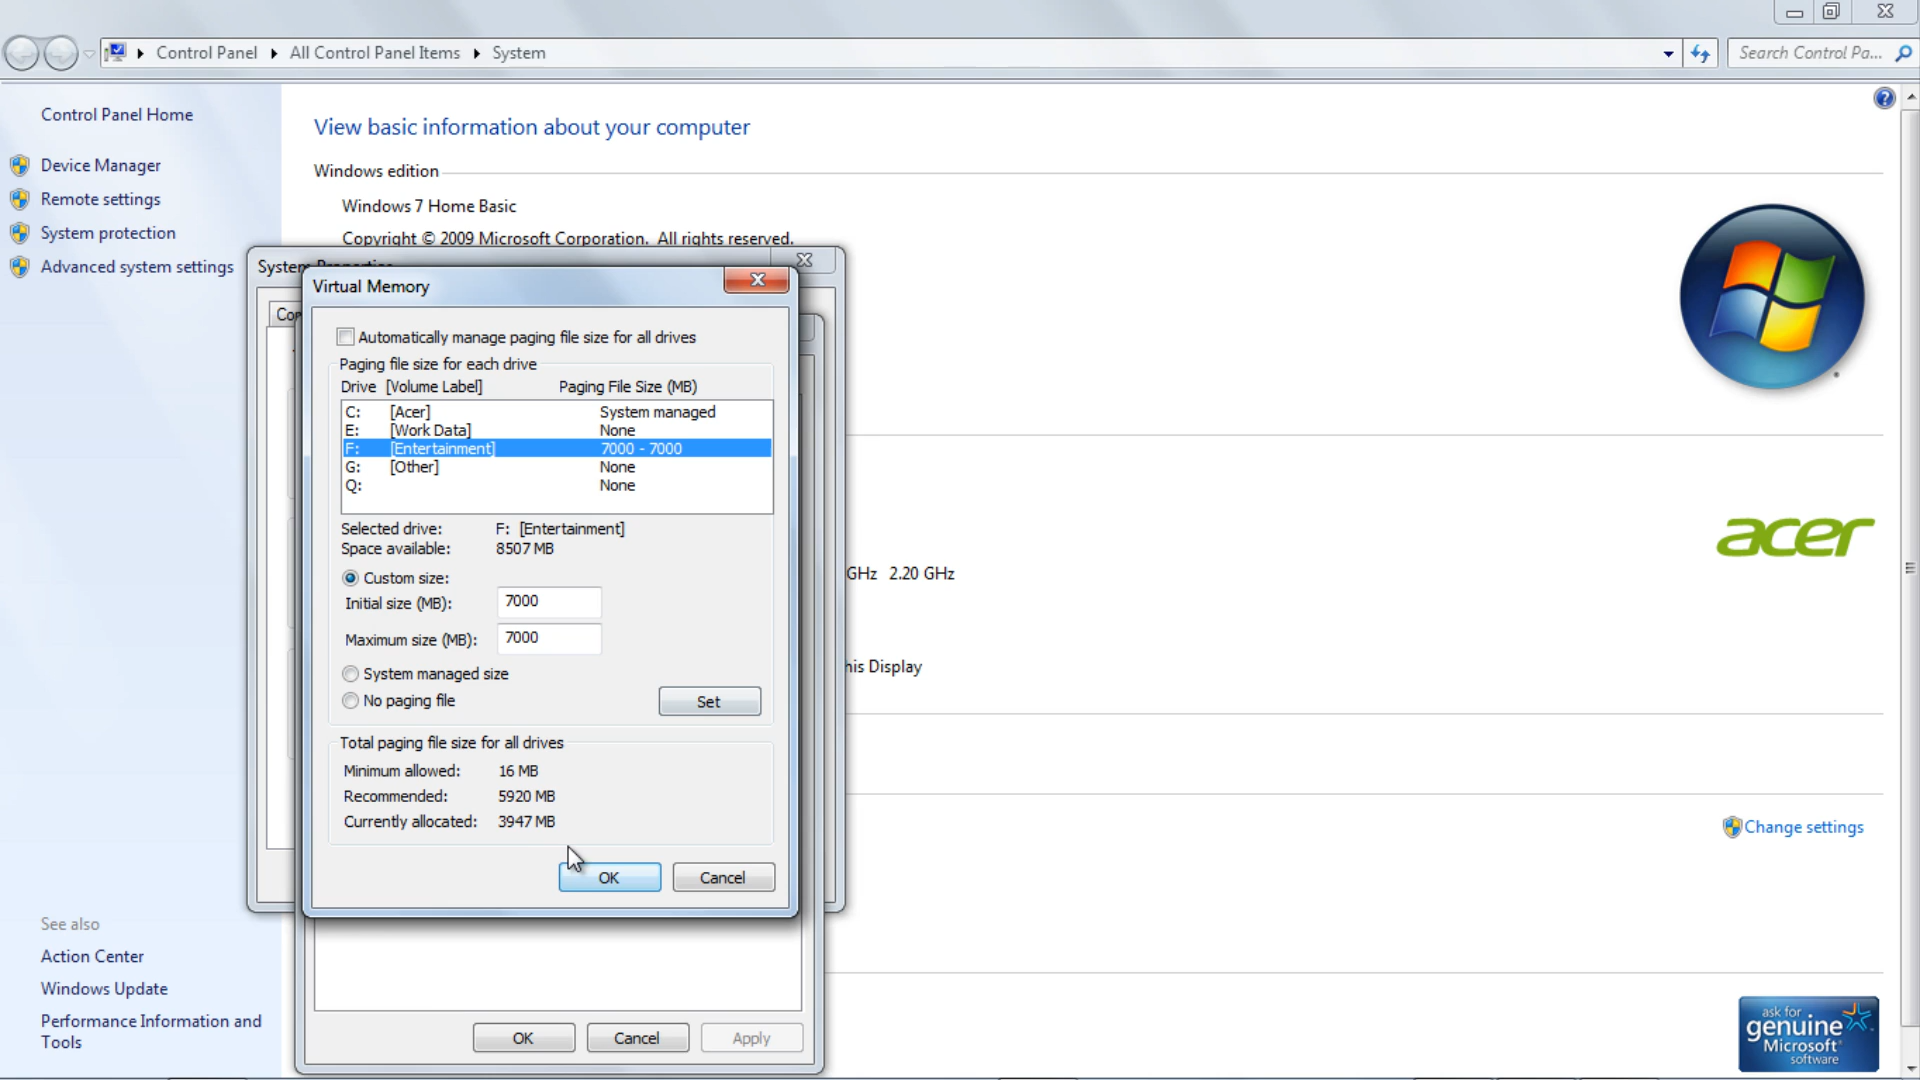 Control Panel ▸ All Control Panel Items ▸ System
Search Control Pa...
Control Panel Home
Device Manager
Remote settings
System protection
Advanced system settings
See also
Action Center
Windows Update
Performance Information and
Tools
View basic information about your computer
Windows edition
Windows 7 Home Basic
Copyright © 2009 Microsoft Corporation. All rights reserved.
acer
GHz 2.20 GHz
his Display
Change settings
ask for
genuine
Microsoft
software
Virtual Memory
Automatically manage paging file size for all drives
Paging file size for each drive
Drive [Volume Label] Paging File Size (MB)
C: [Acer] System managed
E: [Work Data] None
F: [Entertainment] 7000 - 7000
G: [Other] None
Q: None
Selected drive: F: [Entertainment]
Space available: 8507 MB
Custom size:
Initial size (MB): 7000
Maximum size (MB): 7000
System managed size
No paging file
Set
Total paging file size for all drives
Minimum allowed: 16 MB
Recommended: 5920 MB
Currently allocated: 3947 MB
OK Cancel
OK Cancel Apply